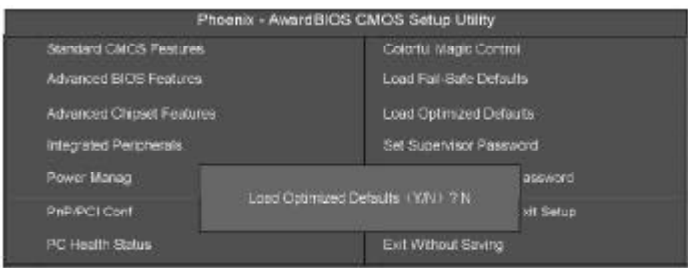 Phoenix - AwardBIOS CMOS Setup Utility
Standard CMOS Features
Advanced BIOS Features
Advanced Chipset Features
Integrated Peripherals
Power Manag
PnP/PCI Conf
PC Health Status
Colorful Magic Control
Load Fail-Safe Defaults
Load Optimized Defaults
Set Supervisor Password
assword
xit Setup
Exit Without Saving
Load Optimized Defaults (Y/N) ? N